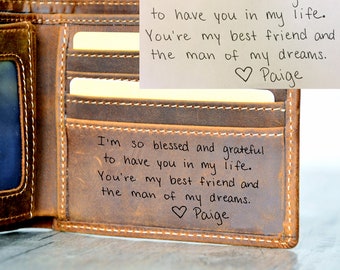 to have you in my life.
You're my best friend and
the man of my dreams.
♡ Paige
I'm so blessed and grateful
to have you in my life.
You're my best friend and
the man of my dreams.
♡ Paige